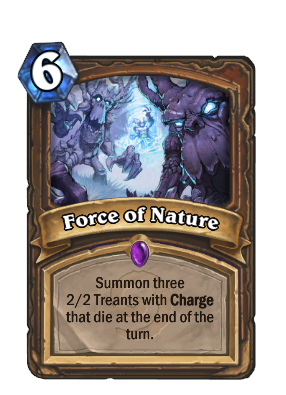 6
Force of Nature
Summon three
2/2 Treants with Charge
that die at the end of the
turn.